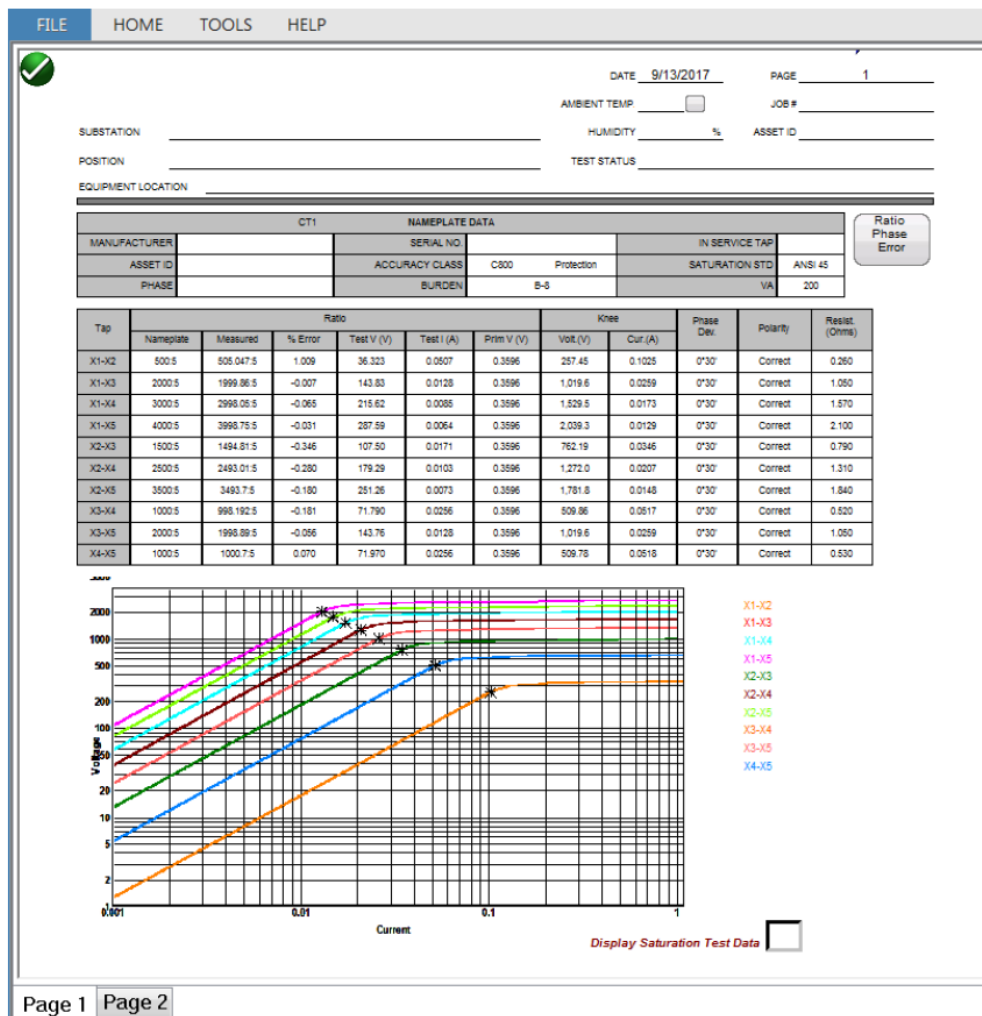 FILE HOME TOOLS HELP
DATE 9/13/2017 PAGE 1
AMBIENT TEMP. JOB #
SUBSTATION HUMIDITY % ASSET ID
POSITION TEST STATUS
EQUIPMENT LOCATION
CT1 NAMEPLATE DATA
Ratio
Phase
Error
MANUFACTURER SERIAL NO. IN SERVICE TAP
ASSET ID ACCURACY CLASS C800 Protection SATURATION STD ANSI 45
PHASE BURDEN B-8 VA 200
Tap Ratio Knee Phase Dev. Polarity Resist. (Ohms)
Nameplate Measured % Error Test V (V) Test I (A) Prim V (V) Volt.(V) Cur.(A)
X1-X2 500:5 505.047:5 1.009 36.323 0.0507 0.3596 257.45 0.1025 0°30' Correct 0.260
X1-X3 2000:5 1999.86:5 -0.007 143.83 0.0128 0.3596 1,019.6 0.0259 0°30' Correct 1.050
X1-X4 3000:5 2998.05:5 -0.065 215.62 0.0085 0.3596 1,529.5 0.0173 0°30' Correct 1.570
X1-X5 4000:5 3998.75:5 -0.031 287.59 0.0064 0.3596 2,039.3 0.0129 0°30' Correct 2.100
X2-X3 1500:5 1494.81:5 -0.346 107.50 0.0171 0.3596 762.19 0.0346 0°30' Correct 0.790
X2-X4 2500:5 2493.01:5 -0.280 179.29 0.0103 0.3596 1,272.0 0.0207 0°30' Correct 1.310
X2-X5 3500:5 3493.7:5 -0.180 251.26 0.0073 0.3596 1,781.8 0.0148 0°30' Correct 1.840
X3-X4 1000:5 998.192:5 -0.181 71.790 0.0256 0.3596 509.86 0.0517 0°30' Correct 0.520
X3-X5 2000:5 1998.89:5 -0.056 143.76 0.0128 0.3596 1,019.6 0.0259 0°30' Correct 1.050
X4-X5 1000:5 1000.7:5 0.070 71.970 0.0256 0.3596 509.78 0.0518 0°30' Correct 0.530
2000
1000
500
200
100
50
20
10
5
2
1
Voltage
0.001 0.01 0.1 1
Current
X1-X2
X1-X3
X1-X4
X1-X5
X2-X3
X2-X4
X2-X5
X3-X4
X3-X5
X4-X5
Display Saturation Test Data
Page 1 Page 2